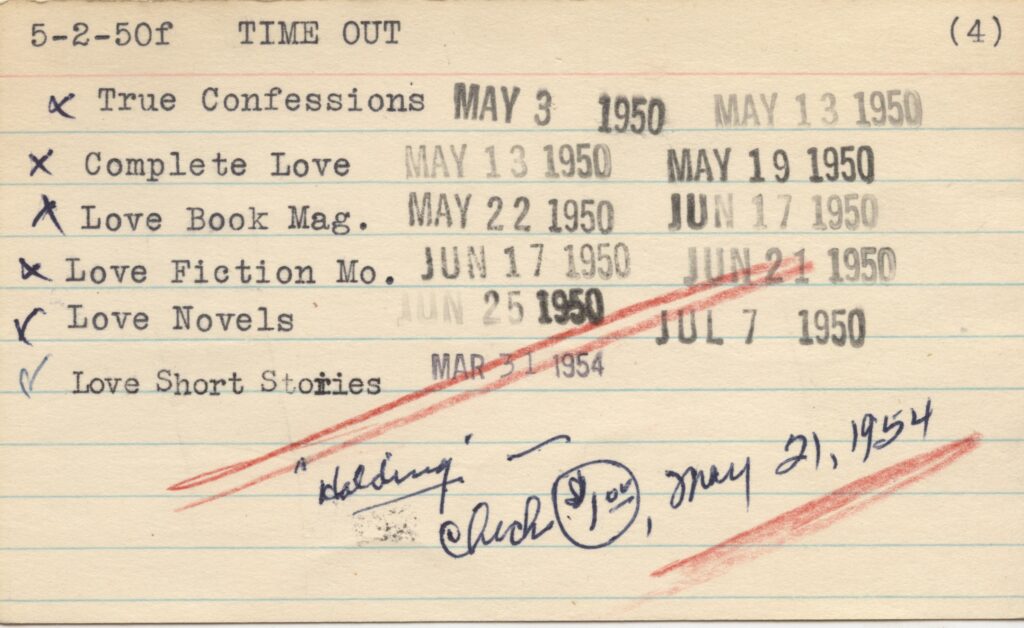 5-2-50f TIME OUT (4)
x True Confessions MAY 3 1950 MAY 13 1950
x Complete Love MAY 13 1950 MAY 19 1950
x Love Book Mag. MAY 22 1950 JUN 17 1950
x Love Fiction Mo. JUN 17 1950 JUN 21 1950
✓ Love Novels JUN 25 1950 JUL 7 1950
✓ Love Short Stories MAR 31 1954
"Holding" —
Check $1.00, May 21, 1954